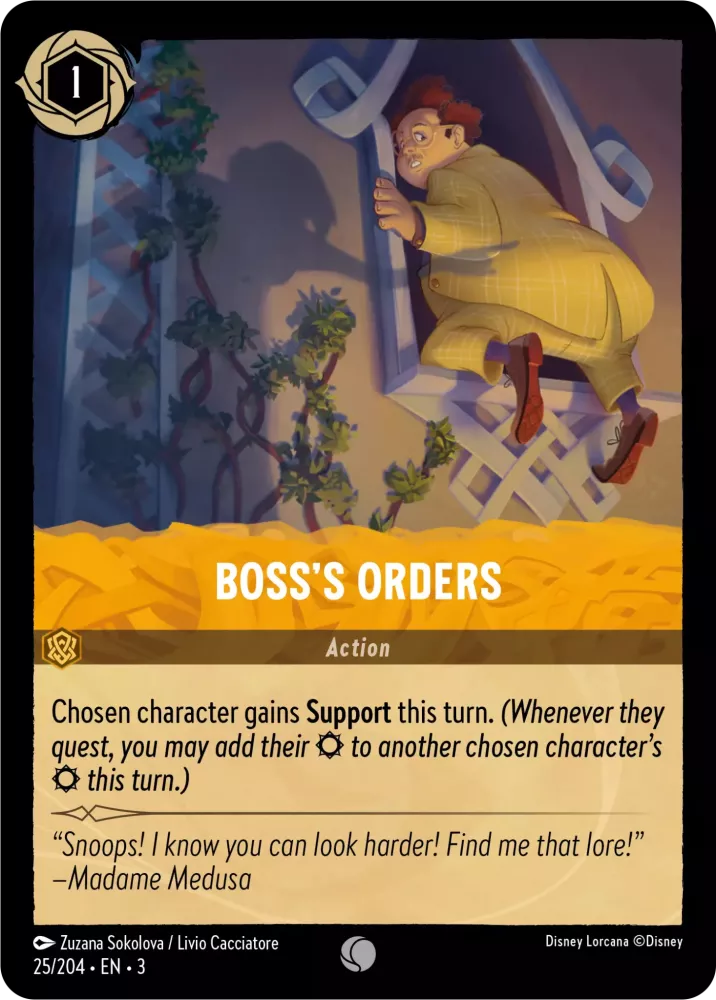 1
BOSS'S ORDERS
Action
Chosen character gains Support this turn. (Whenever they
quest, you may add their to another chosen character's
this turn.)
“Snoops! I know you can look harder! Find me that lore!”
–Madame Medusa
Zuzana Sokolova / Livio Cacciatore
Disney Lorcana ©Disney
25/204 • EN • 3